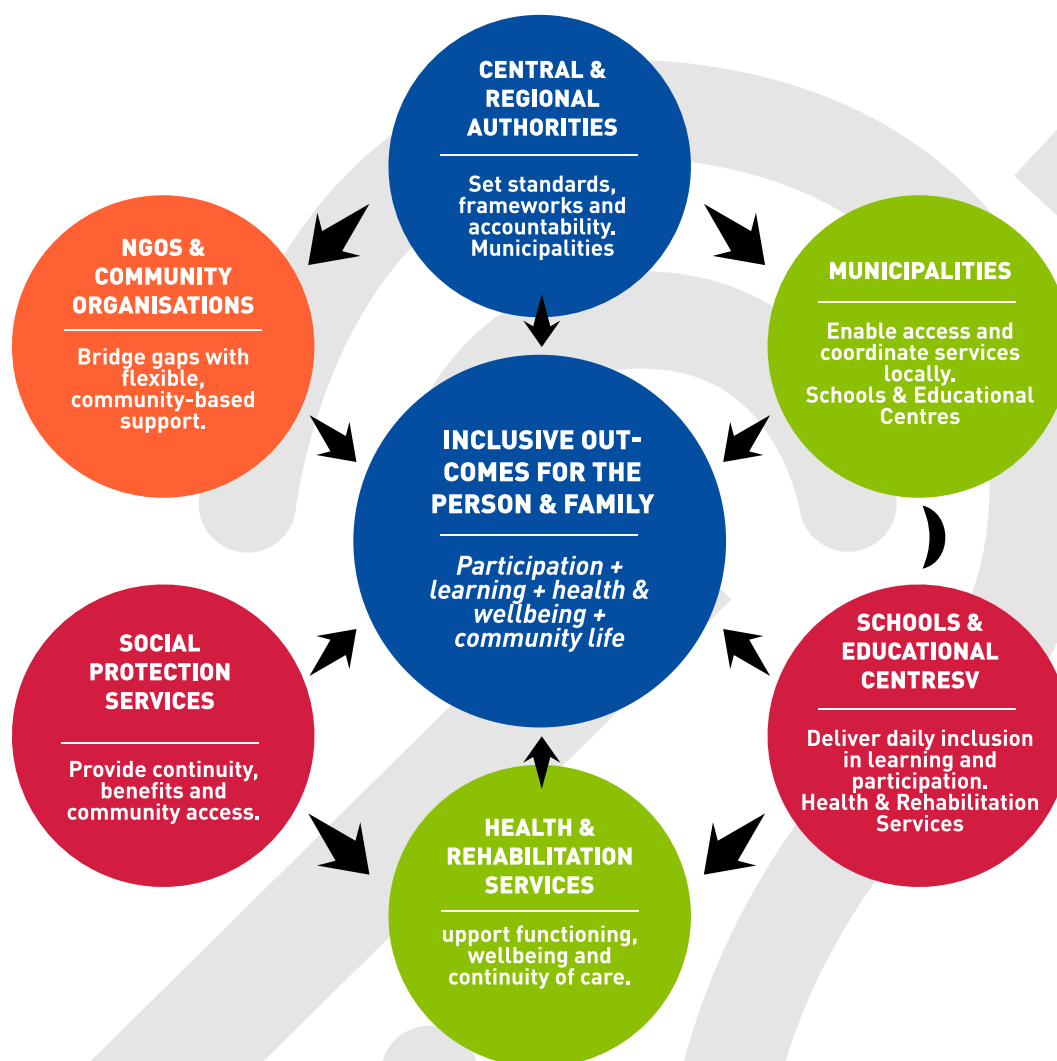 CENTRAL &
REGIONAL
AUTHORITIES
Set standards,
frameworks and
accountability.
Municipalities
NGOS &
COMMUNITY
ORGANISATIONS
Bridge gaps with
flexible,
community-based
support.
MUNICIPALITIES
Enable access and
coordinate services
locally.
Schools & Educational
Centres
INCLUSIVE OUT-
COMES FOR THE
PERSON & FAMILY
Participation +
learning + health &
wellbeing +
community life
SOCIAL
PROTECTION
SERVICES
Provide continuity,
benefits and
community access.
SCHOOLS &
EDUCATIONAL
CENTRESV
Deliver daily inclusion
in learning and
participation.
Health & Rehabilitation
Services
HEALTH &
REHABILITATION
SERVICES
upport functioning,
wellbeing and
continuity of care.